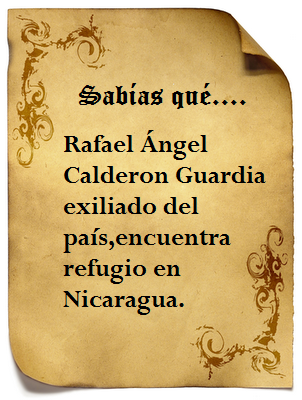 Sabías qué....
Rafael Ángel
Calderon Guardia
exiliado del
país,encuentra
refugio en
Nicaragua.